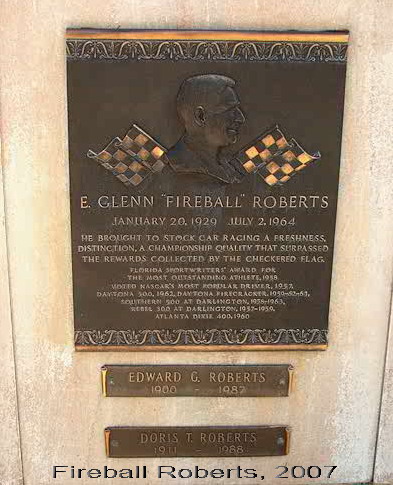 E. GLENN "FIREBALL" ROBERTS
JANUARY 20, 1929 JULY 2, 1964
HE BROUGHT TO STOCK CAR RACING A FRESHNESS,
DISTINCTION, A CHAMPIONSHIP QUALITY THAT SURPASSED
THE REWARDS COLLECTED BY THE CHECKERED FLAG.
FLORIDA SPORTSWRITERS' AWARD FOR
THE MOST OUTSTANDING ATHLETE, 1958
VOTED NASCAR'S MOST POPULAR DRIVER, 1957,
DAYTONA 500, 1962, DAYTONA FIRECRACKER, 1959-62-63,
SOUTHERN 500 AT DARLINGTON, 1958-1963,
REBEL 300 AT DARLINGTON, 1957-1959,
ATLANTA DIXIE 400, 1960
EDWARD G. ROBERTS
1900 - 1987
DORIS T. ROBERTS
1911 - 1988
Fireball Roberts, 2007